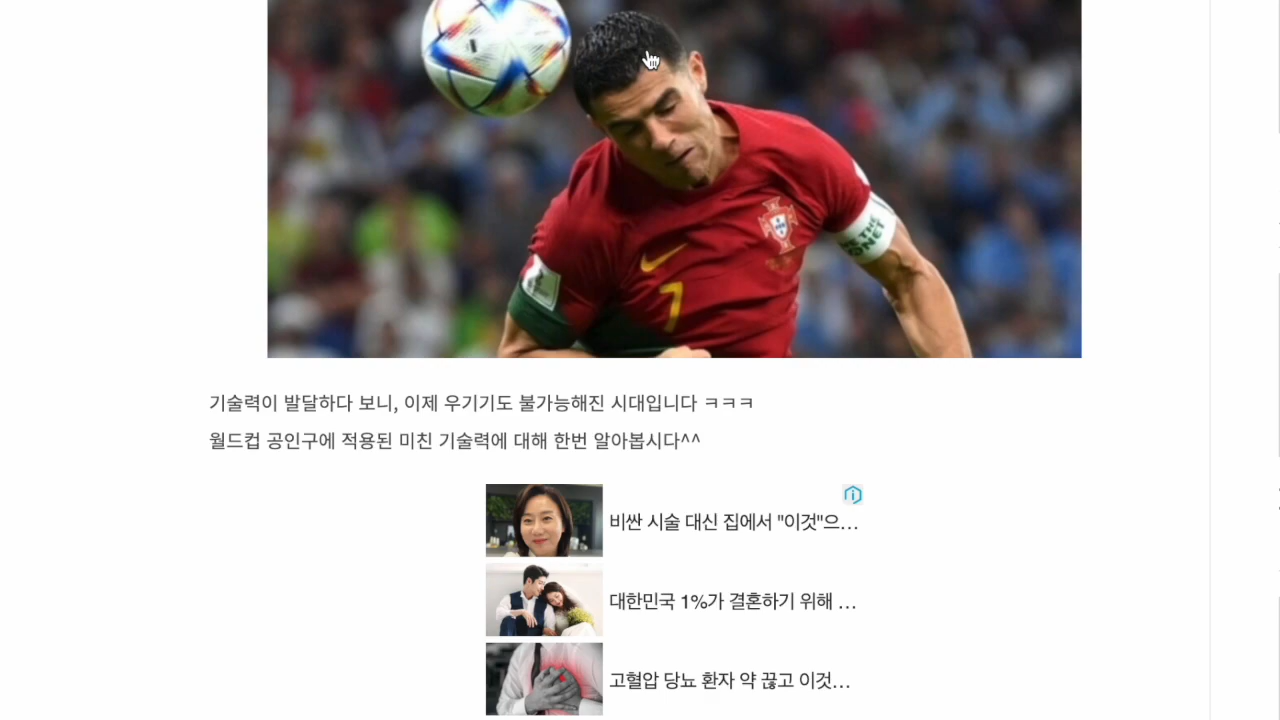 7
기술력이 발달하다 보니, 이제 우기기도 불가능해진 시대입니다 ㅋㅋㅋ
월드컵 공인구에 적용된 미친 기술력에 대해 한번 알아봅시다^^
비싼 시술 대신 집에서 "이것"으...
대한민국 1%가 결혼하기 위해 ...
고혈압 당뇨 환자 약 끊고 이것...